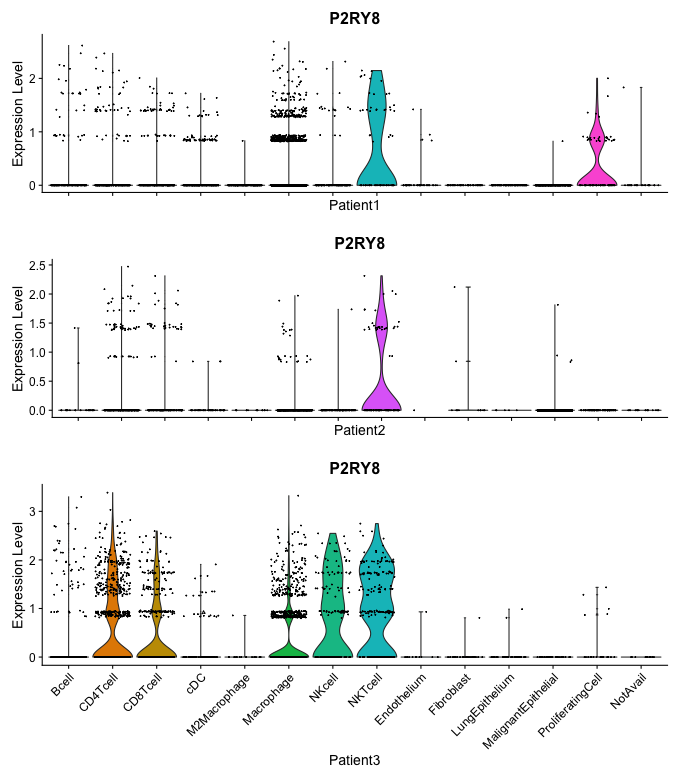 P2RY8
Expression Level
2
1
0
Patient1
P2RY8
Expression Level
2.5
2.0
1.5
1.0
0.5
0.0
Patient2
P2RY8
Expression Level
3
2
1
0
Bcell
CD4Tcell
CD8Tcell
cDC
M2Macrophage
Macrophage
NKcell
NKTcell
Endothelium
Fibroblast
LungEpithelium
MalignantEpithelial
ProliferatingCell
NotAvail
Patient3